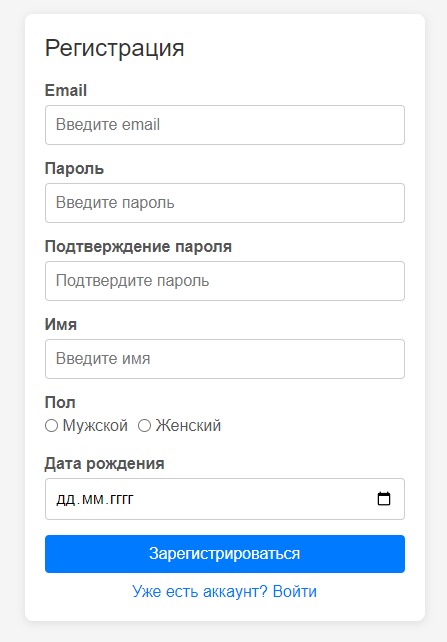 Регистрация
Email
Введите email
Пароль
Введите пароль
Подтверждение пароля
Подтвердите пароль
Имя
Введите имя
Пол
Мужской Женский
Дата рождения
дд.мм.гггг
Зарегистрироваться
Уже есть аккаунт? Войти